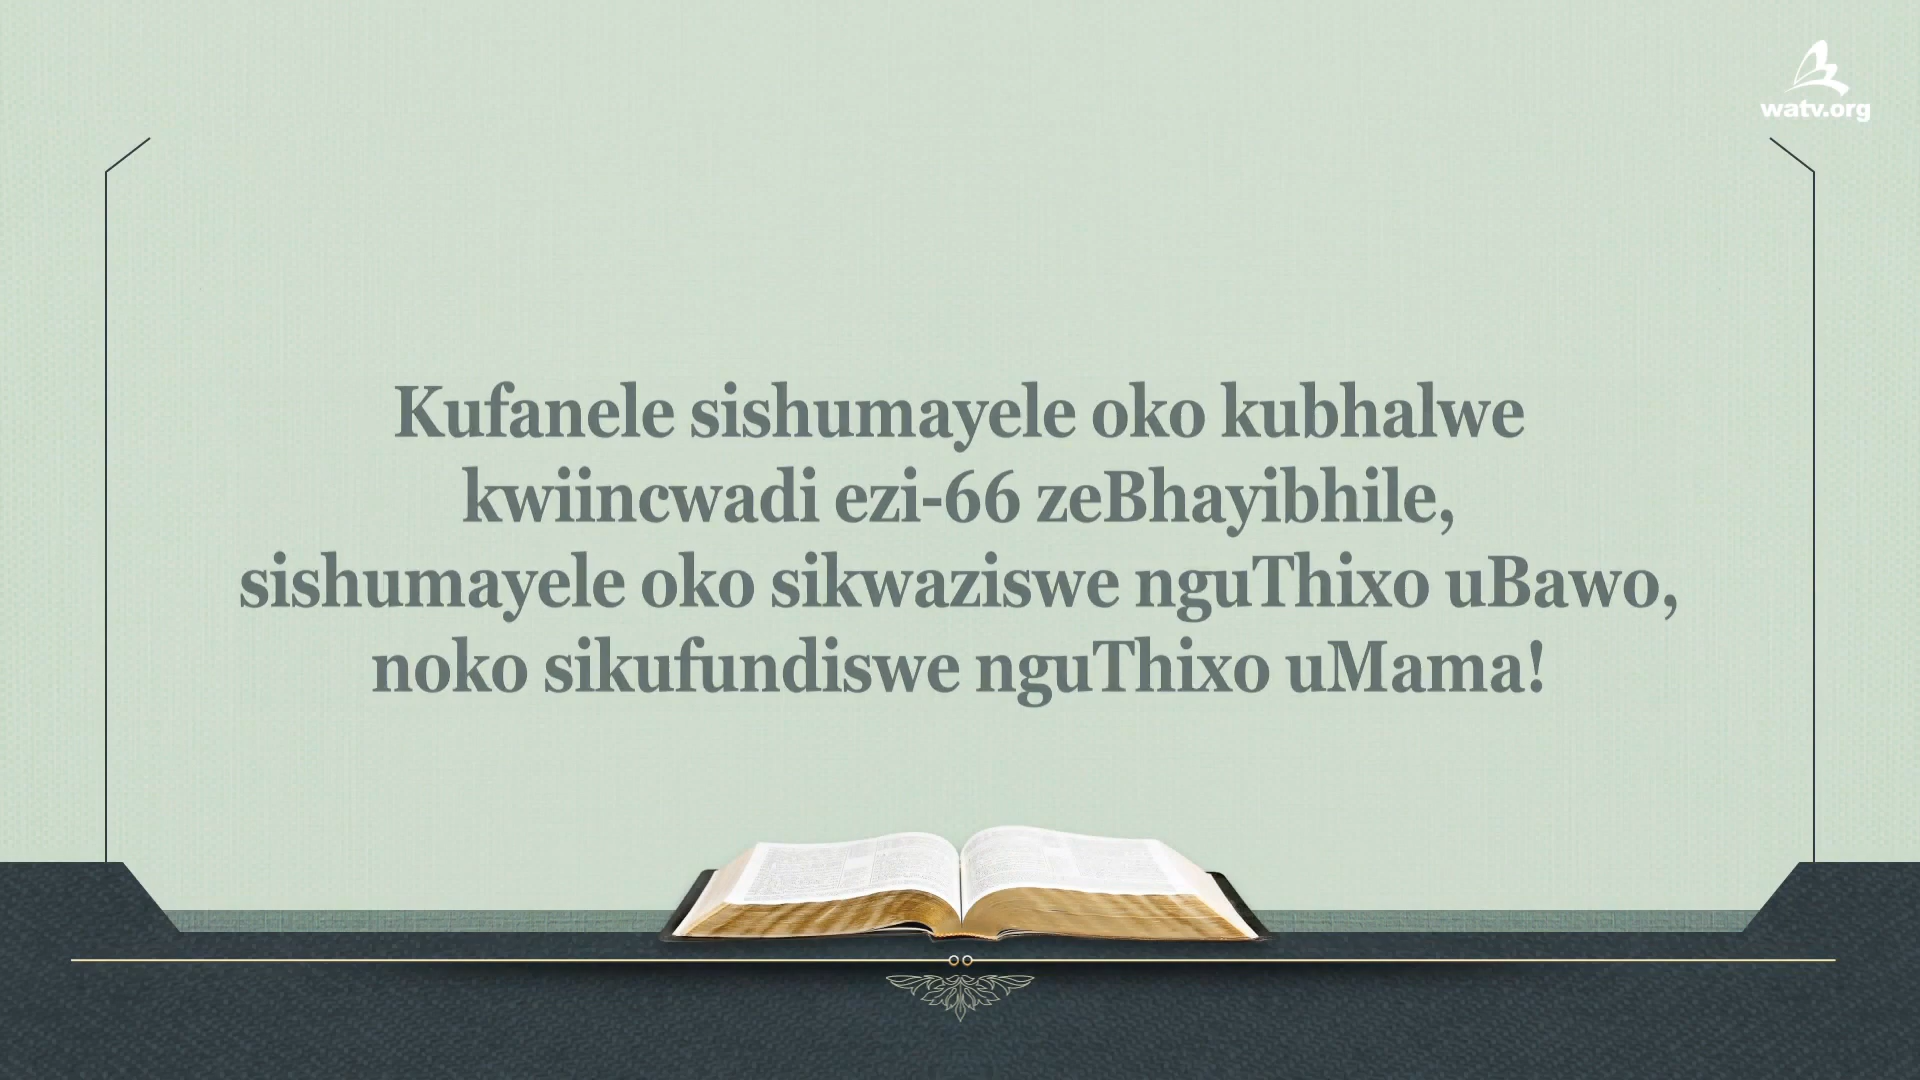 watv.org
Kufanele sishumayele oko kubhalwe
kwiincwadi ezi-66 zeBhayibhile,
sishumayele oko sikwaziswe nguThixo uBawo,
noko sikufundiswe nguThixo uMama!